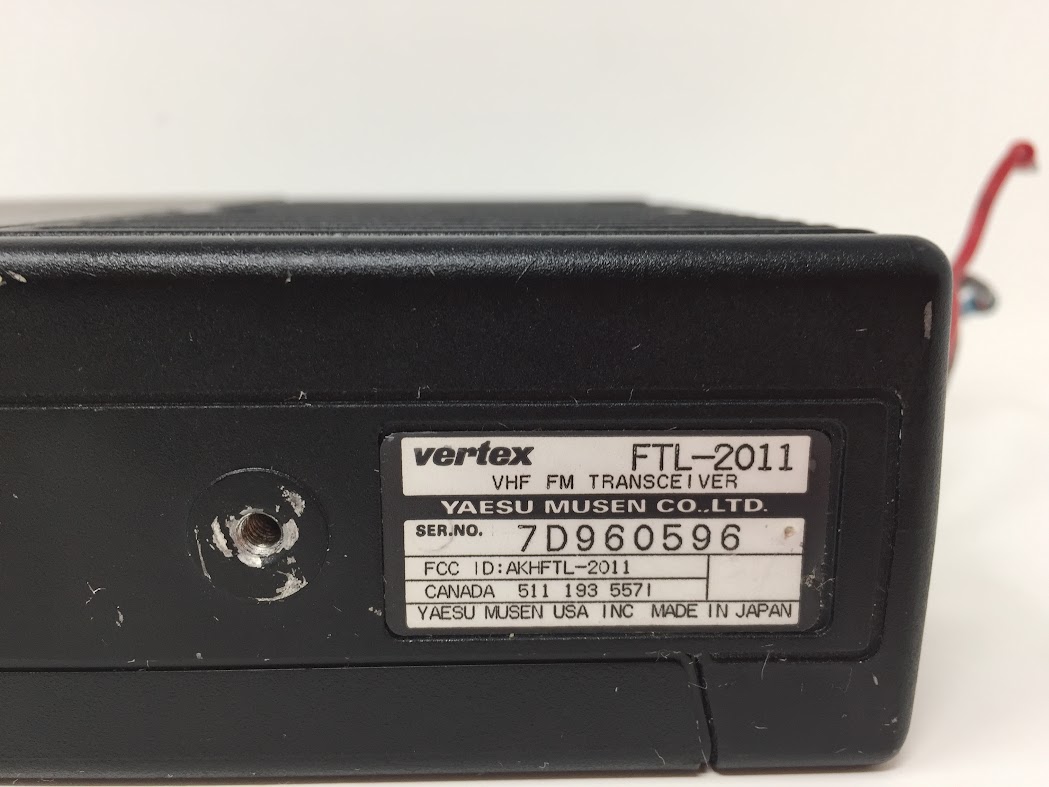 vertex FTL-2011
VHF FM TRANSCEIVER
YAESU MUSEN CO.,LTD.
SER.NO. 7D960596
FCC ID:AKHFTL-2011
CANADA 511 193 5571
YAESU MUSEN USA INC MADE IN JAPAN